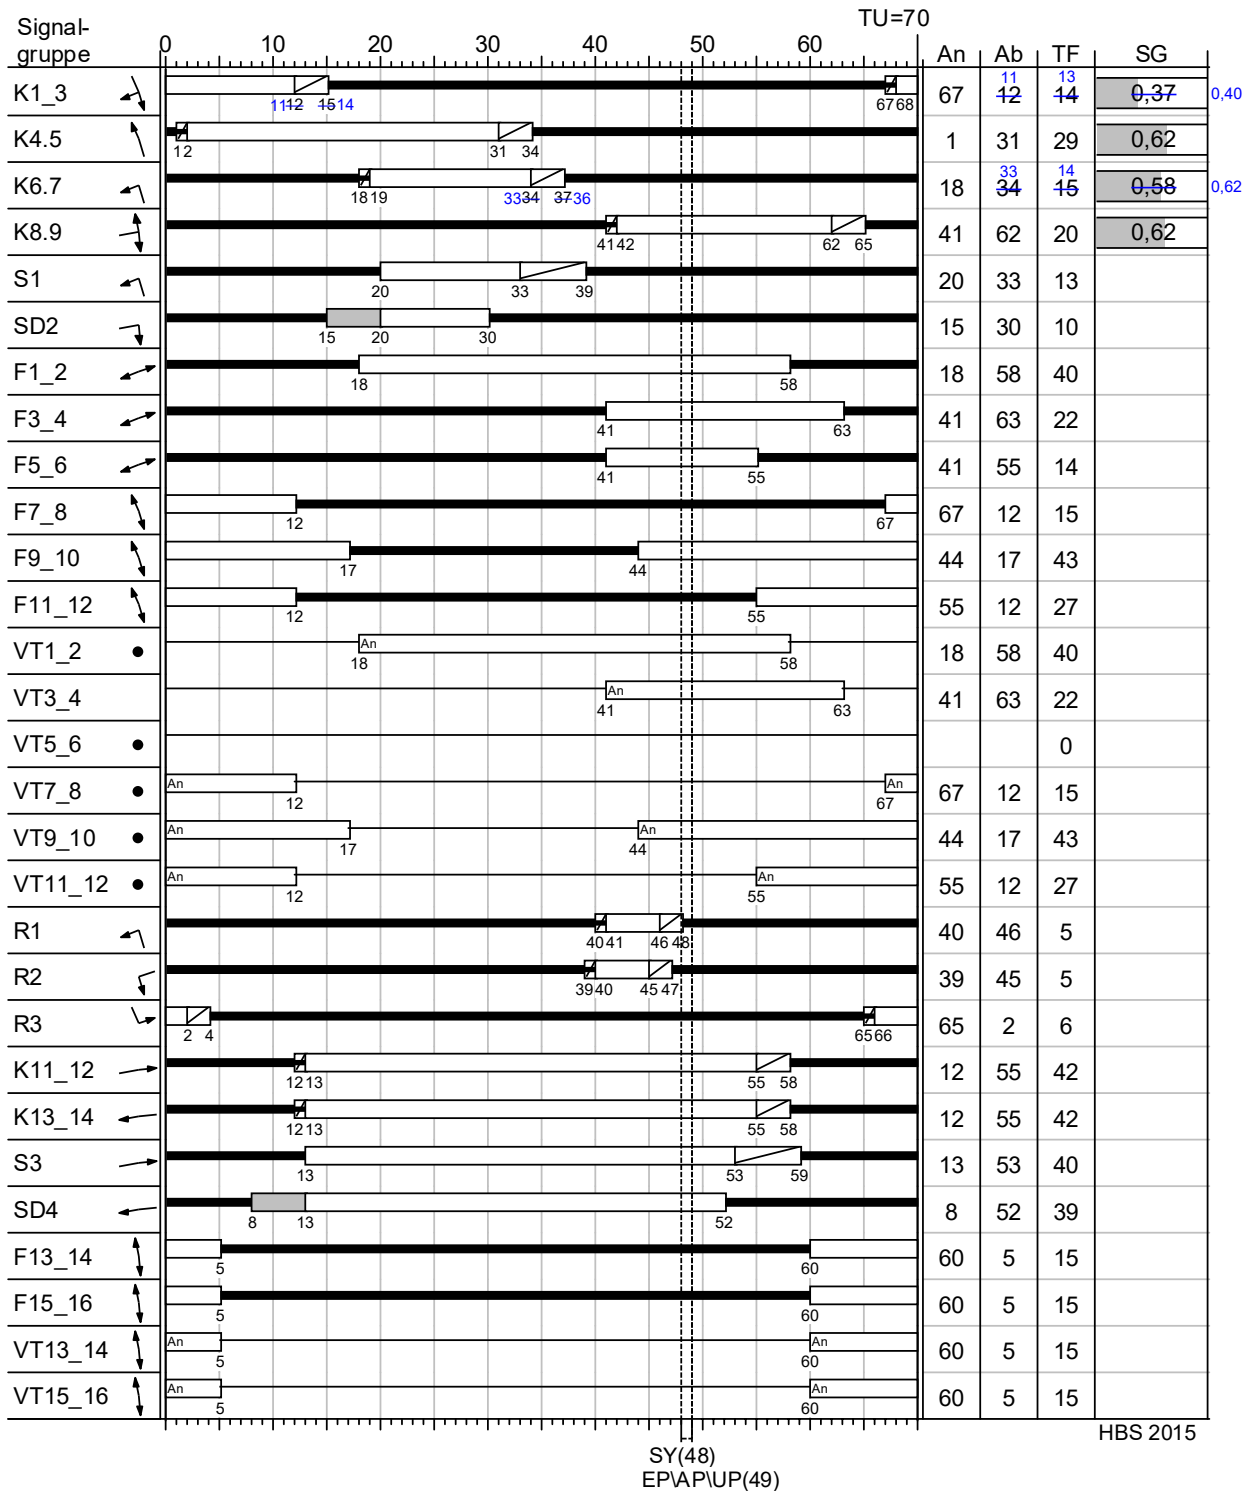 TU=70
Signal-
gruppe 0 10 20 30 40 50 60 An Ab TF SG
K1_3 11 12 15 14 67 68 67 11 12 13 14 0,37 0,40
K4.5 1 2 31 34 1 31 29 0,62
K6.7 18 19 33 34 37 36 18 33 34 14 15 0,58 0,62
K8.9 41 42 62 65 41 62 20 0,62
S1 20 33 39 20 33 13
SD2 15 20 30 15 30 10
F1_2 18 58 18 58 40
F3_4 41 63 41 63 22
F5_6 41 55 41 55 14
F7_8 12 67 67 12 15
F9_10 17 44 44 17 43
F11_12 12 55 55 12 27
VT1_2 An 18 58 18 58 40
VT3_4 An 41 63 41 63 22
VT5_6 0
VT7_8 An 12 An 67 67 12 15
VT9_10 An 17 An 44 44 17 43
VT11_12 An 12 An 55 55 12 27
R1 40 41 46 48 40 46 5
R2 39 40 45 47 39 45 5
R3 2 4 65 66 65 2 6
K11_12 12 13 55 58 12 55 42
K13_14 12 13 55 58 12 55 42
S3 13 53 59 13 53 40
SD4 8 13 52 8 52 39
F13_14 5 60 60 5 15
F15_16 5 60 60 5 15
VT13_14 An 5 An 60 60 5 15
VT15_16 An 5 An 60 60 5 15
HBS 2015
SY(48)
EP\AP\UP(49)